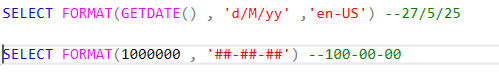 SELECT FORMAT(GETDATE() , 'd/M/yy' ,'en-US') --27/5/25
SELECT FORMAT(1000000 , '##-##-##') --100-00-00